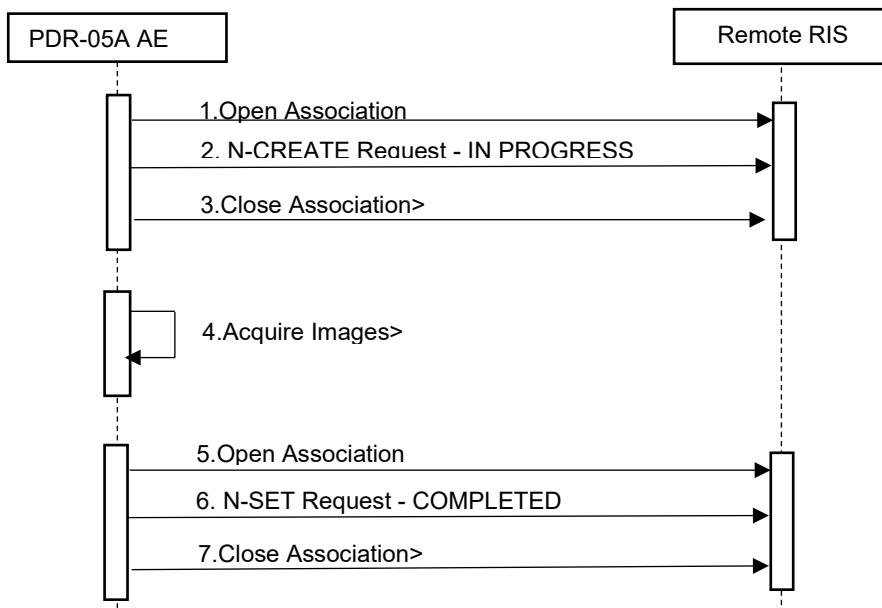 PDR-05A AE
Remote RIS
1.Open Association
2. N-CREATE Request - IN PROGRESS
3.Close Association>
4.Acquire Images>
5.Open Association
6. N-SET Request - COMPLETED
7.Close Association>